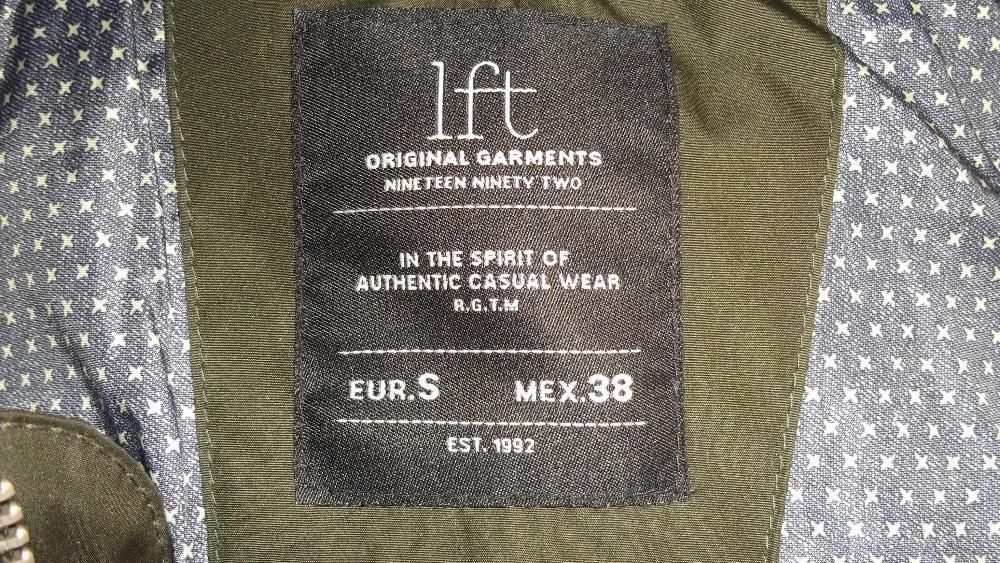 lft
ORIGINAL GARMENTS
NINETEEN NINETY TWO
IN THE SPIRIT OF
AUTHENTIC CASUAL WEAR
R.G.T.M
EUR.S MEX.38
EST. 1992